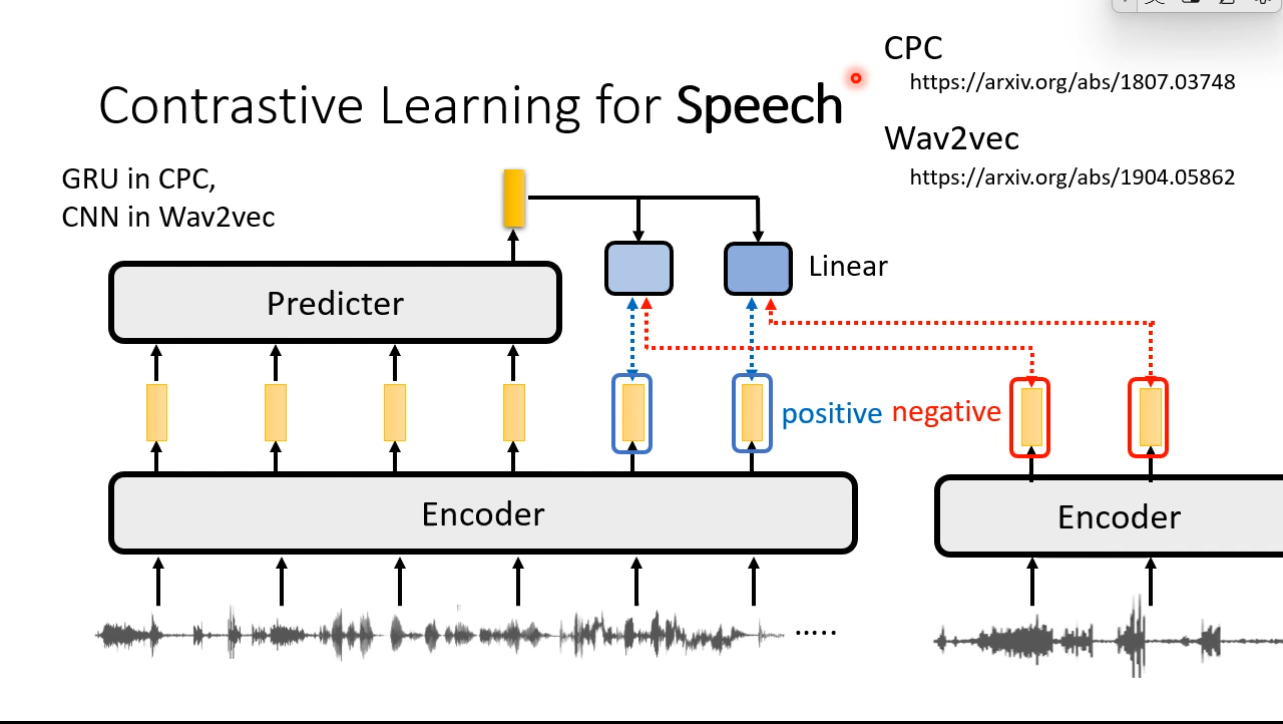 CPC
https://arxiv.org/abs/1807.03748
Contrastive Learning for Speech
Wav2vec
https://arxiv.org/abs/1904.05862
GRU in CPC,
CNN in Wav2vec
Linear
Predicter
positive negative
Encoder
Encoder
.....